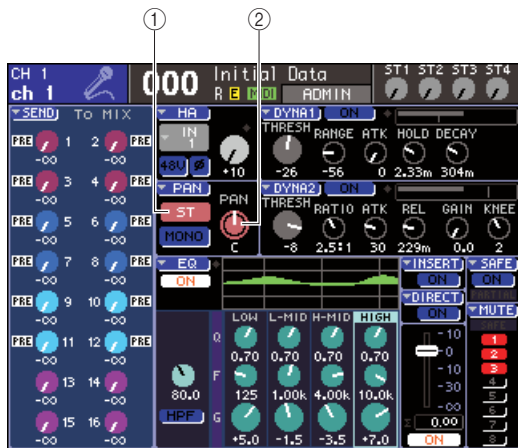 ① ②
CH 1
ch 1
000
Initial Data
R E MIDI ADMIN
ST1 ST2 ST3 ST4
SEND To MIX
PRE 1 2 PRE
-∞ -∞
PRE 3 4 PRE
-∞ -∞
PRE 5 6 PRE
-∞ -∞
PRE 7 8 PRE
-∞ -∞
PRE 9 10 PRE
-∞ -∞
PRE 11 12 PRE
-∞ -∞
13 14
-∞ -∞
15 16
-∞ -∞
HA
IN
1
48V Ø
+10
PAN
ST
MONO
PAN
C
DYNA1 ON
THRESH RANGE ATK HOLD DECAY
-26 -56 0 2.33m 304m
DYNA2 ON
THRESH RATIO ATK REL GAIN KNEE
-8 2.5:1 30 229m 0.0 2
EQ
ON
LOW L-MID H-MID HIGH
Q 0.70 0.70 0.70 0.70
F 125 1.00k 4.00k 10.0k
G +5.0 -1.5 -3.5 +7.0
80.0
HPF
INSERT
ON
DIRECT
ON
10
0
10
30
-∞
Σ 0.00
ON
SAFE
ON
PARTIAL
MUTE
SAFE
1
2
3
4
5
6
7
8